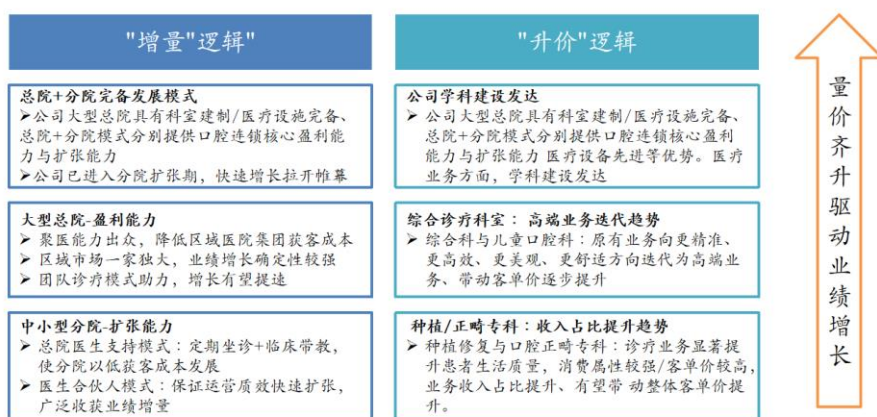 "增量"逻辑"
总院+分院完备发展模式
➢公司大型总院具有科室建制/医疗设施完备、
总院+分院模式分别提供口腔连锁核心盈利能
力与扩张能力
➢公司已进入分院扩张期，快速增长拉开帷幕
大型总院-盈利能力
➢ 聚医能力出众，降低区域医院集团获客成本
➢ 区域市场一家独大，业绩增长确定性较强
➢ 团队诊疗模式助力，增长有望提速
中小型分院-扩张能力
➢ 总院医生支持模式：定期坐诊+临床带教，
使分院以低获客成本发展
➢ 医生合伙人模式：保证运营质效快速扩张，
广泛收获业绩增量
"升价"逻辑
公司学科建设发达
➢ 公司大型总院具有科室建制/医疗设施完备、
总院+分院模式分别提供口腔连锁核心盈利
能力与扩张能力 医疗设备先进等优势。医疗
业务方面，学科建设发达
综合诊疗科室： 高端业务迭代趋势
➢ 综合科与儿童口腔科：原有业务向更精准、
更高效、更美观、更舒适方向迭代为高端业
务、带动客单价逐步提升
种植/正畸专科：收入占比提升趋势
➢ 种植修复与口腔正畸专科：诊疗业务显著提
升患者生活质量，消费属性较强/客单价较高，
业务收入占比提升、有望带 动整体客单价提
升。
量价齐升驱动业绩增长